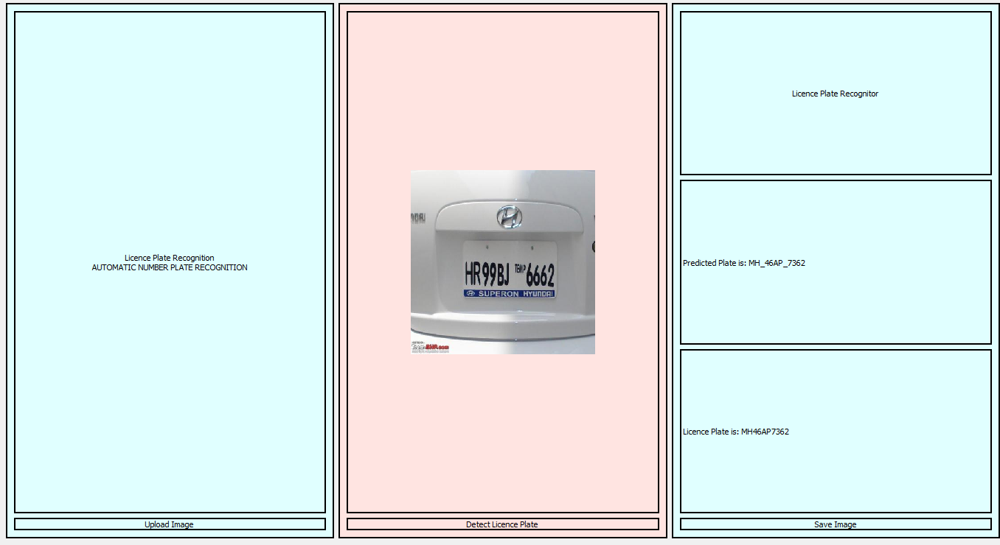 Licence Plate Recognition
AUTOMATIC NUMBER PLATE RECOGNITION
Upload Image
HR99BJ TEMP 6662
SUPERON HYUNDAI
Detect Licence Plate
Licence Plate Recognitor
Predicted Plate is: MH_46AP_7362
Licence Plate is: MH46AP7362
Save Image